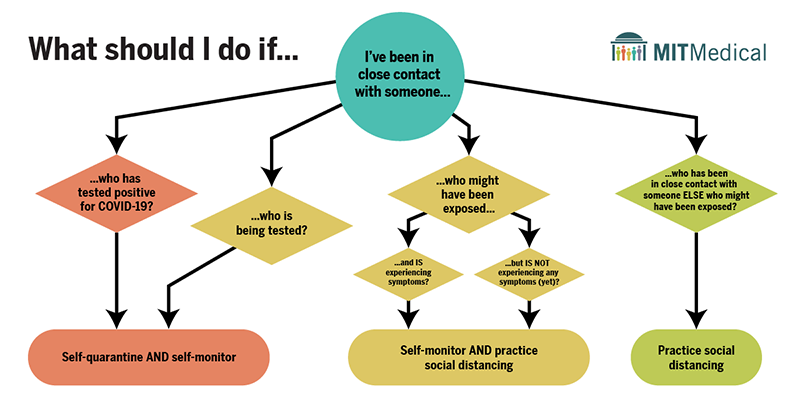 What should I do if...
I've been in
close contact
with someone...
MITMedical
...who has
tested positive
for COVID-19?
...who is
being tested?
...who might
have been
exposed...
...who has been
in close contact with
someone ELSE who might
have been exposed?
...and IS
experiencing
symptoms?
...but IS NOT
experiencing any
symptoms (yet)?
Self-quarantine AND self-monitor
Self-monitor AND practice
social distancing
Practice social
distancing